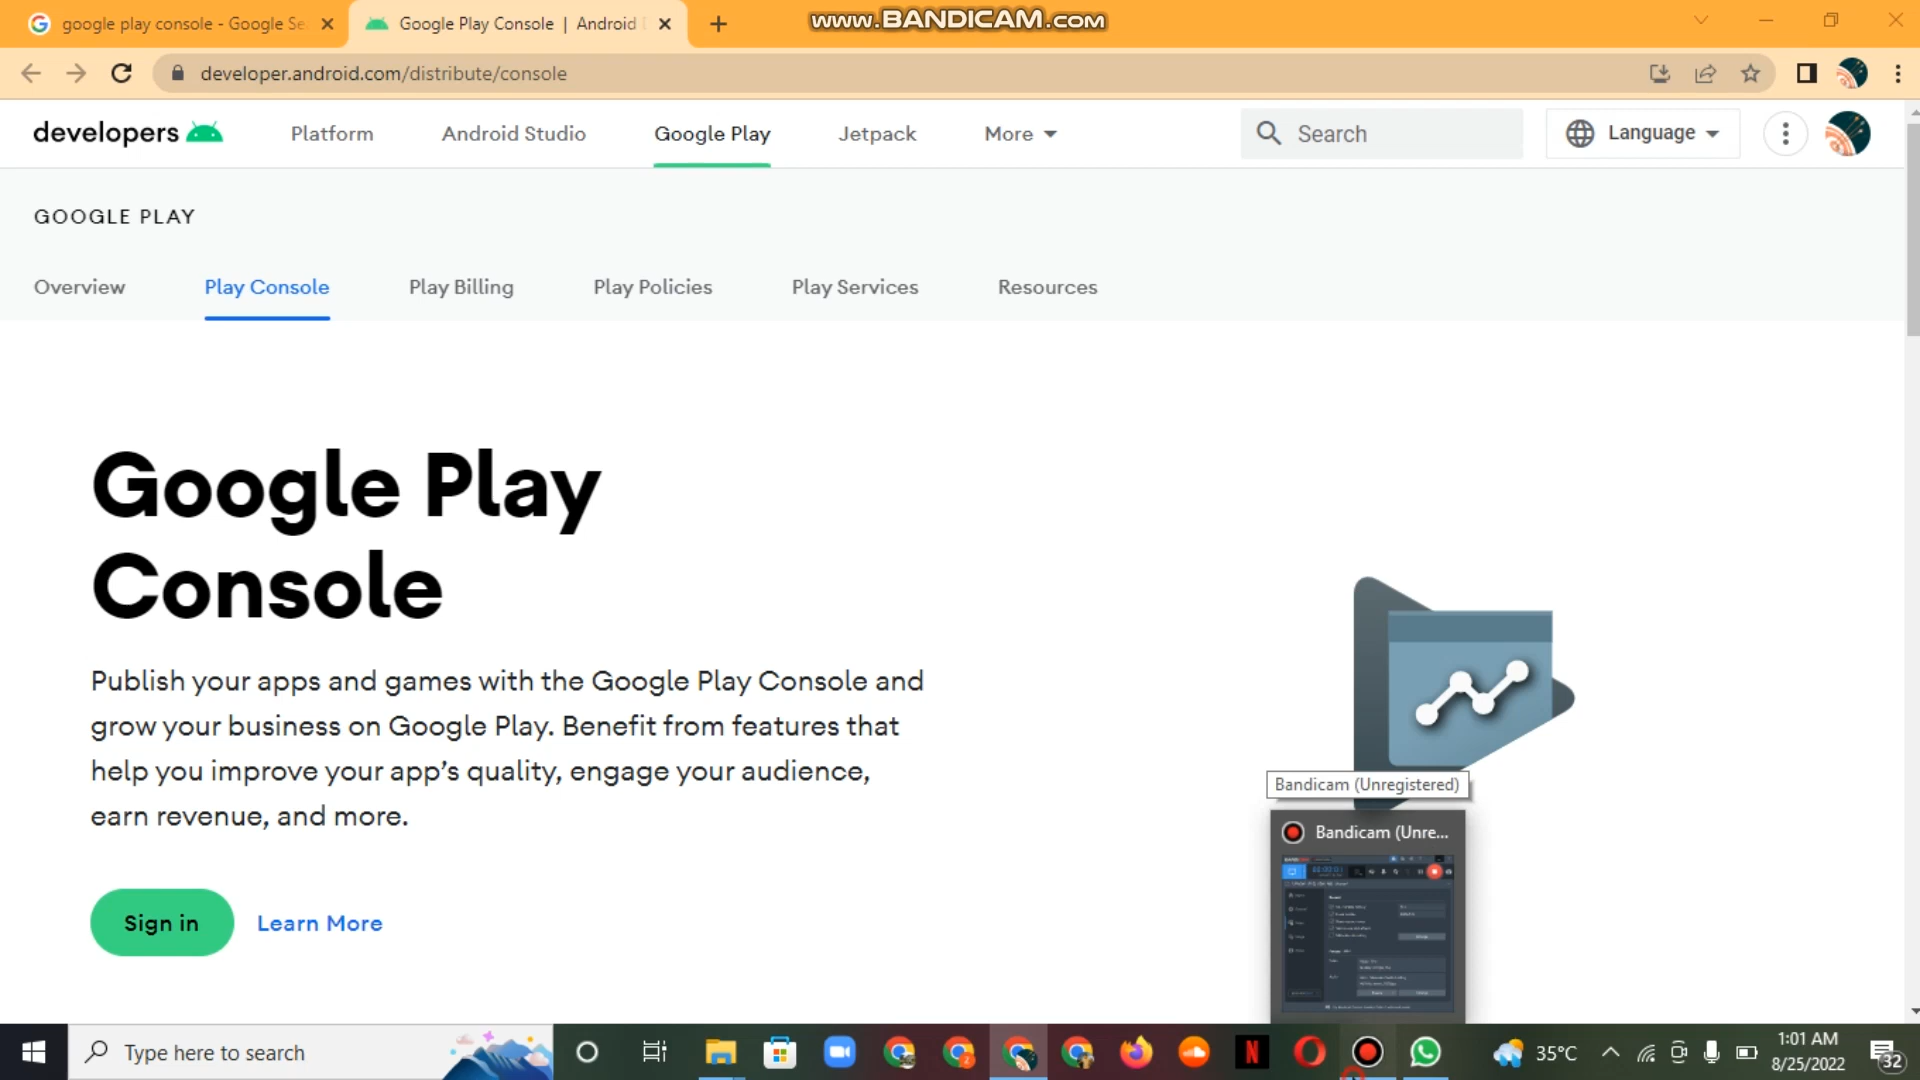 google play console - Google Se
Google Play Console | Android
www.BANDICAM.com
developer.android.com/distribute/console
developers
Platform
Android Studio
Google Play
Jetpack
More
Search
Language
GOOGLE PLAY
Overview
Play Console
Play Billing
Play Policies
Play Services
Resources
Google Play
Console
Publish your apps and games with the Google Play Console and
grow your business on Google Play. Benefit from features that
help you improve your app's quality, engage your audience,
earn revenue, and more.
Sign in
Learn More
Bandicam (Unregistered)
Bandicam (Unre...
Type here to search
35°C
1:01 AM
8/25/2022
32